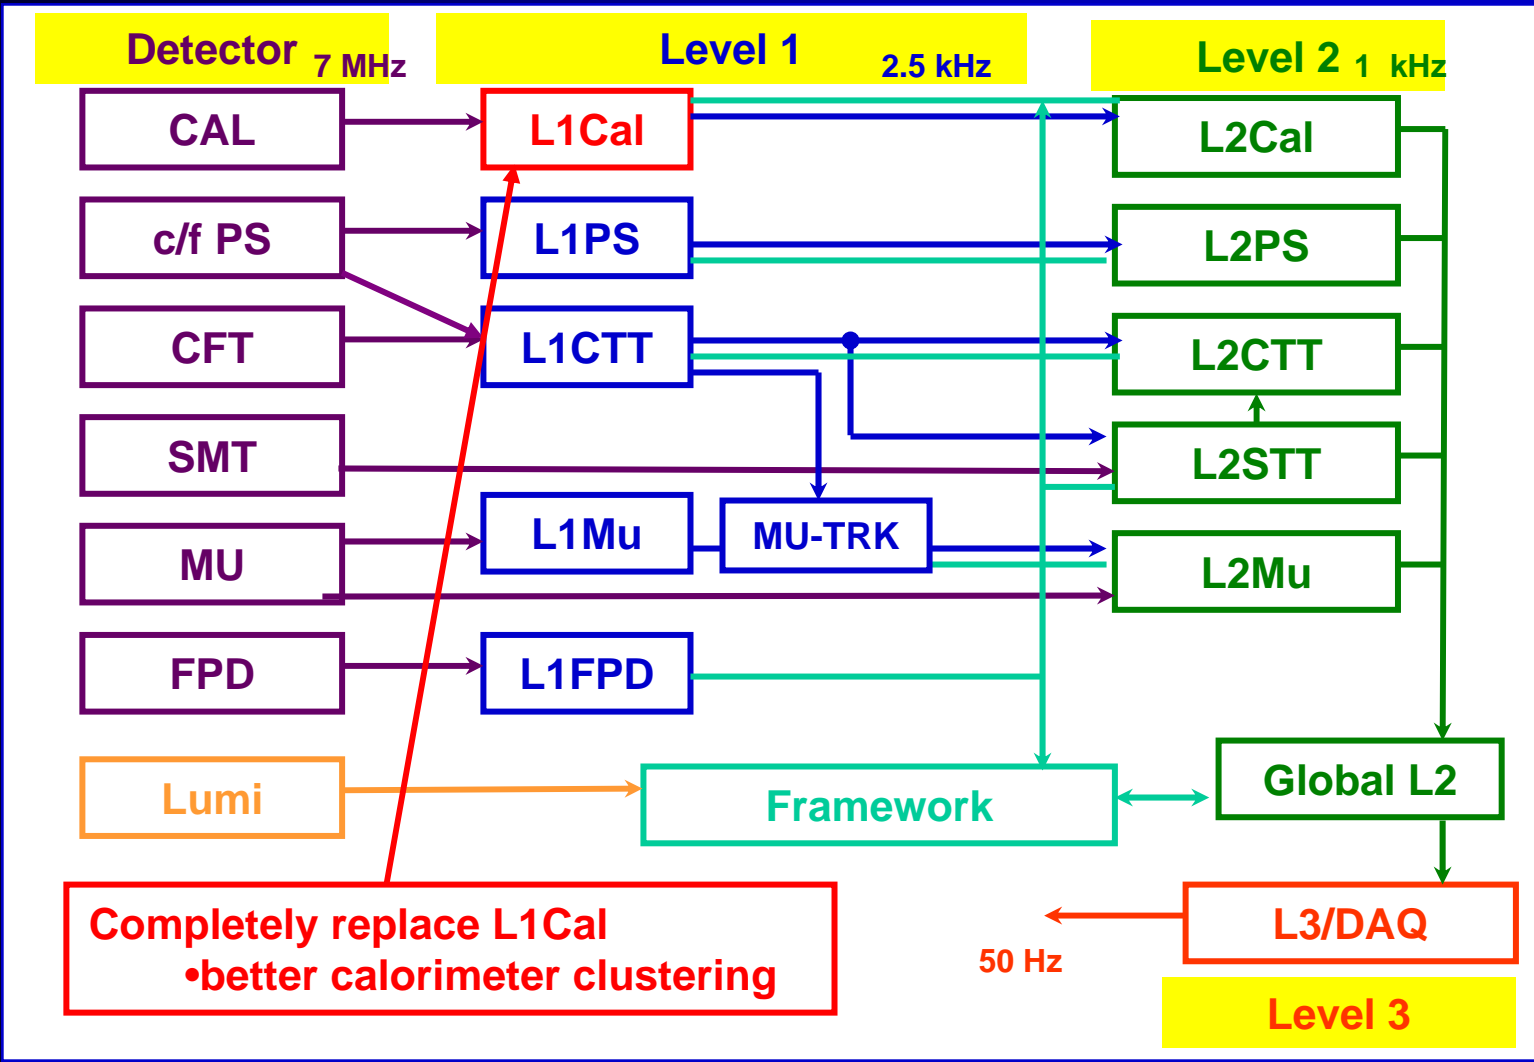 Detector 7 MHz
Level 1 2.5 kHz
Level 2 1 kHz
CAL
L1Cal
L2Cal
c/f PS
L1PS
L2PS
CFT
L1CTT
L2CTT
SMT
L2STT
MU
L1Mu
MU-TRK
L2Mu
FPD
L1FPD
Lumi
Framework
Global L2
Completely replace L1Cal
•better calorimeter clustering
50 Hz
L3/DAQ
Level 3